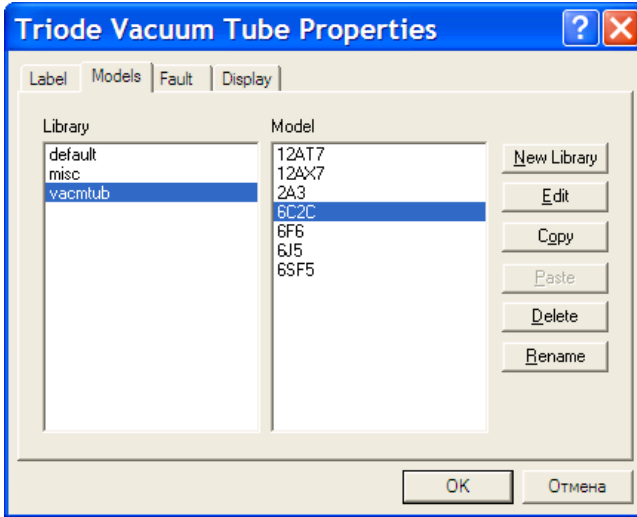 Triode Vacuum Tube Properties
Label Models Fault Display
Library
default
misc
vacmtub
Model
12AT7
12AX7
2A3
6C2C
6F6
6J5
6SF5
New Library
Edit
Copy
Paste
Delete
Rename
OK Отмена